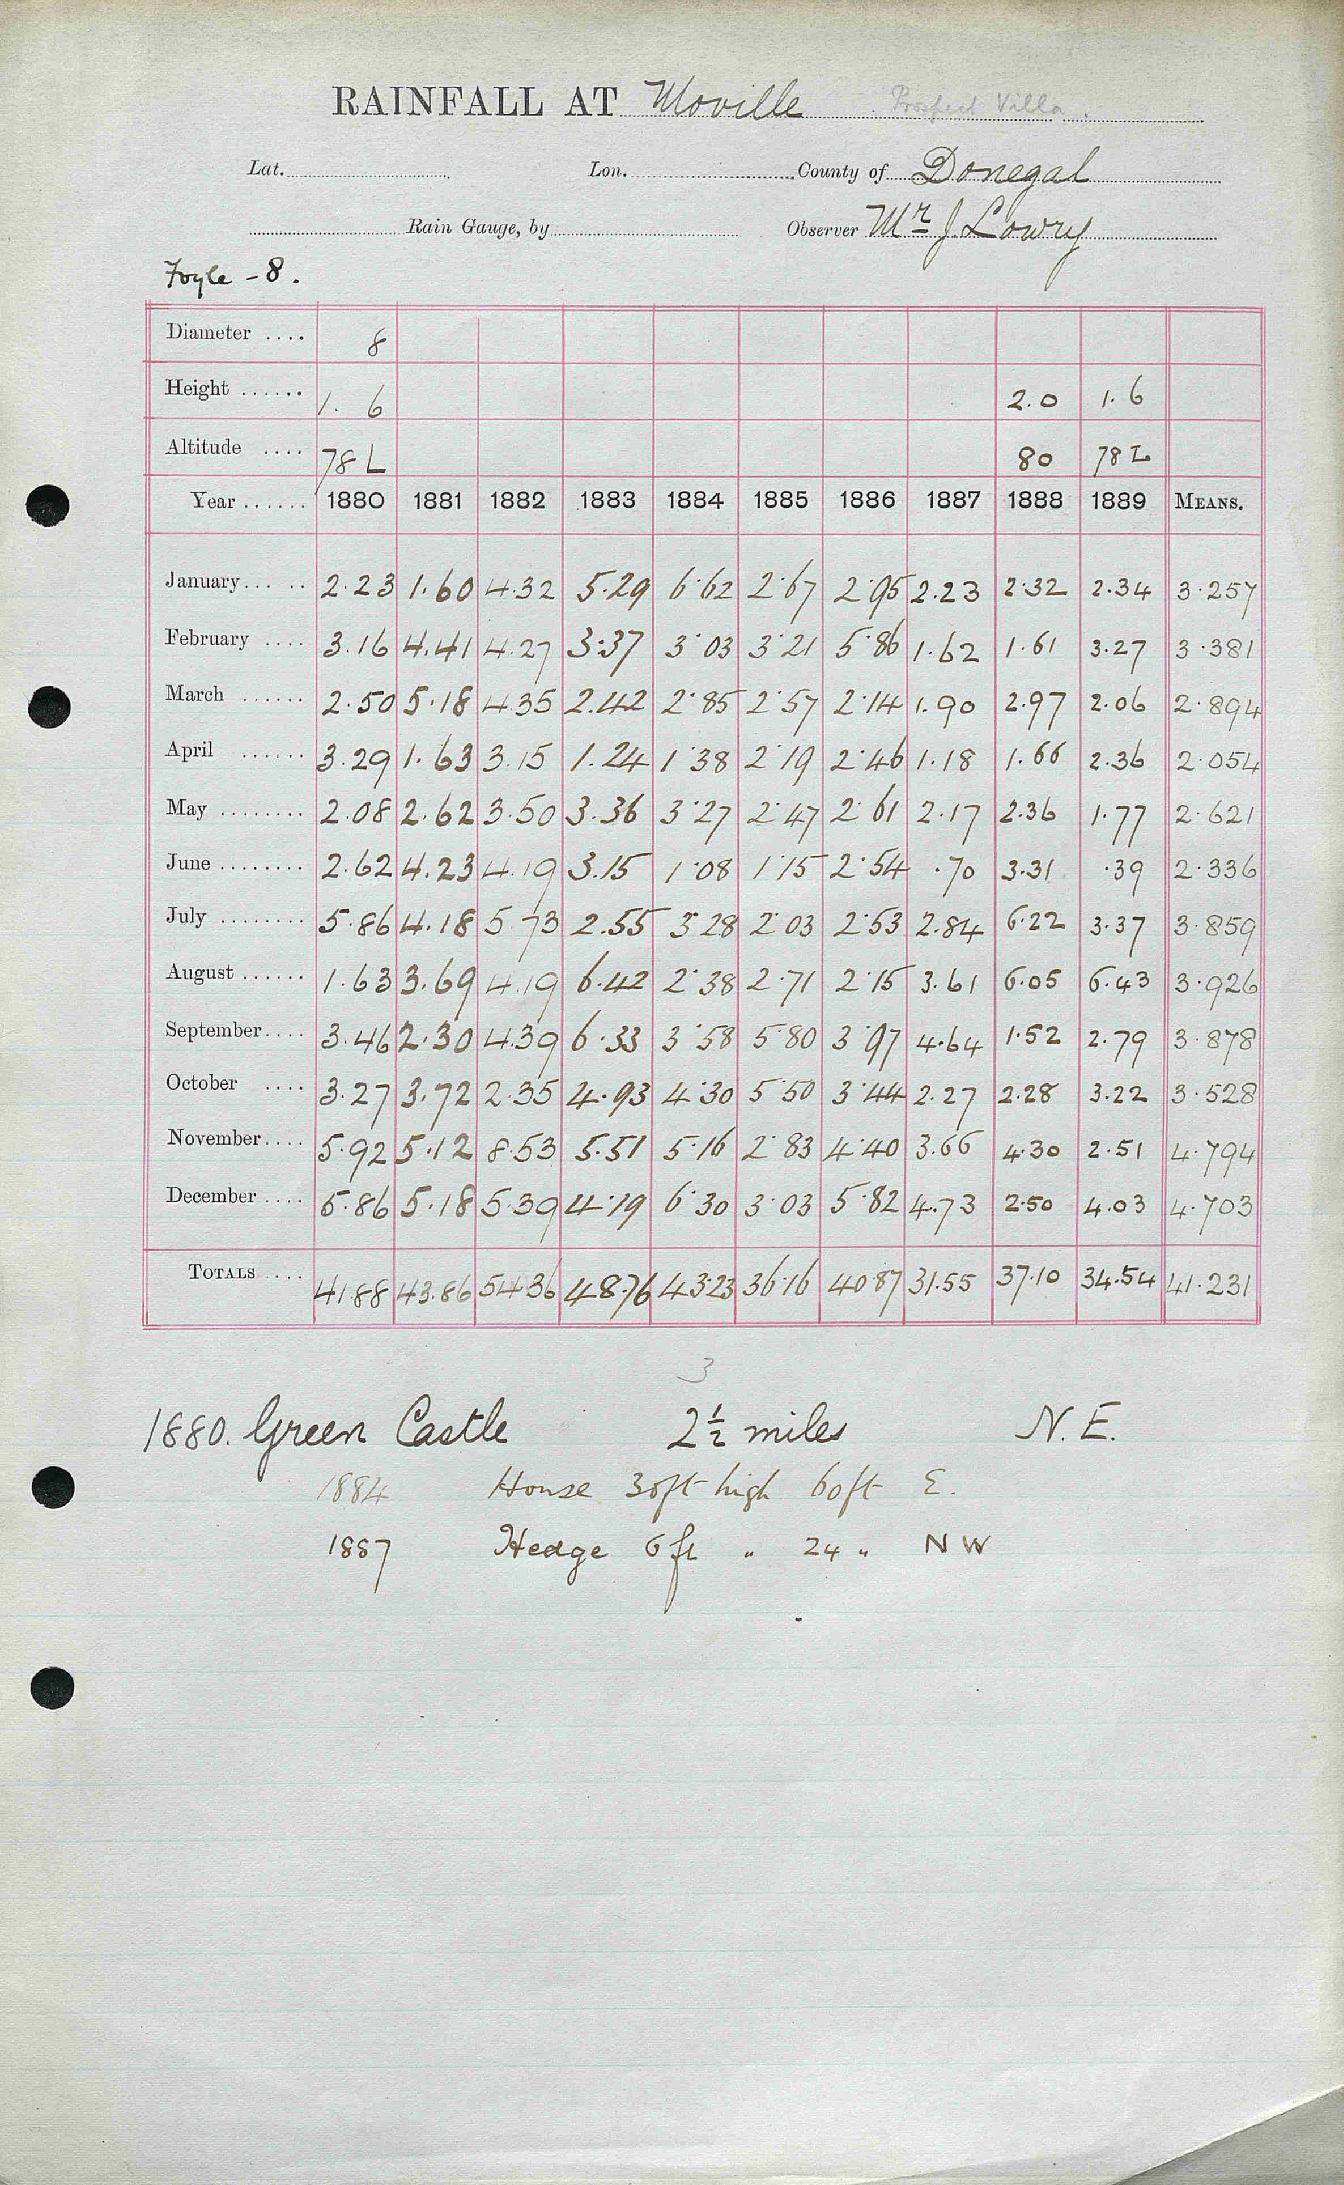 RAINFALL AT Moville Prospect Villa
Lat. Lon. County of Donegal
Rain Gauge, by Observer Mr J Lowry
Foyle - 8.
Diameter .... 8
Height ...... 1. 6 2.0 1.6
Altitude .... 78 L 80 78 L
Year ...... 1880 1881 1882 1883 1884 1885 1886 1887 1888 1889 MEANS.
January ... .. 2.23 1.60 4.32 5.29 6.62 2.67 2.95 2.23 2.32 2.34 3.257
February .... 3.16 4.41 4.27 3.37 3.03 3.21 5.86 1.62 1.61 3.27 3.381
March ...... 2.50 5.18 4.35 2.42 2.85 2.57 2.14 1.90 2.97 2.06 2.894
April ...... 3.29 1.63 3.15 1.24 1.38 2.19 2.46 1.18 1.66 2.36 2.054
May ........ 2.08 2.62 3.50 3.36 3.27 2.47 2.61 2.17 2.36 1.77 2.621
June ........ 2.62 4.23 4.19 3.15 1.08 1.15 2.54 .70 3.31 .39 2.336
July ........ 5.86 4.18 5.73 2.55 3.28 2.03 2.53 2.84 6.22 3.37 3.859
August ...... 1.63 3.69 4.19 6.42 2.38 2.71 2.15 3.61 6.05 6.43 3.926
September .... 3.46 2.30 4.39 6.33 3.58 5.80 3.97 4.64 1.52 2.79 3.878
October .... 3.27 3.72 2.35 4.93 4.30 5.50 3.44 2.27 2.28 3.22 3.528
November .... 5.92 5.12 8.53 5.51 5.16 2.83 4.40 3.66 4.30 2.51 4.794
December .... 5.86 5.18 5.39 4.19 6.30 3.03 5.82 4.73 2.50 4.03 4.703
TOTALS .... 41.88 43.86 54.36 48.76 43.23 36.16 40.87 31.55 37.10 34.54 41.231
3
1880. Green Castle 2½ miles N.E.
1884 House 30ft high 60ft E.
1887 Hedge 6 ft " 24 " NW